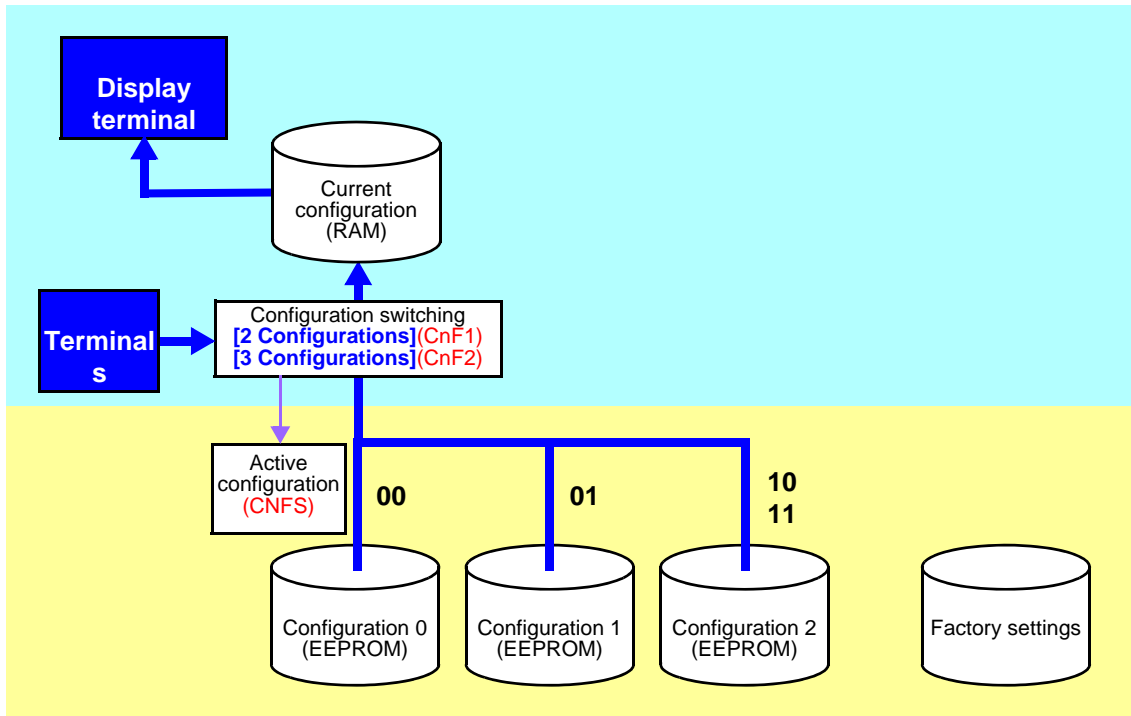 Display
terminal
Current
configuration
(RAM)
Terminal
s
Configuration switching
[2 Configurations](CnF1)
[3 Configurations](CnF2)
Active
configuration
(CNFS)
00
01
10
11
Configuration 0
(EEPROM)
Configuration 1
(EEPROM)
Configuration 2
(EEPROM)
Factory settings